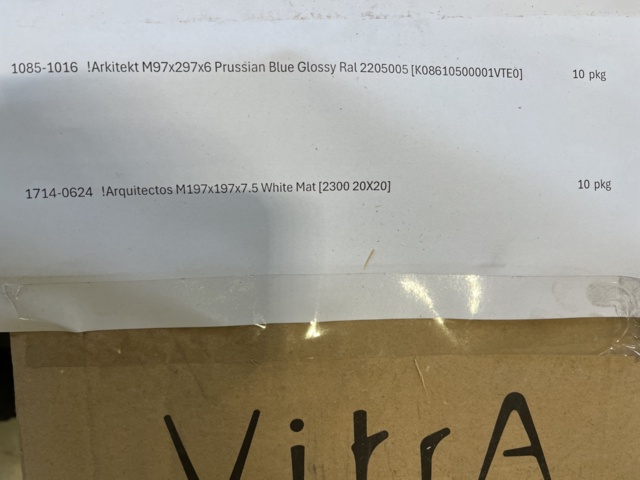 1085-1016 !Arkitekt M97x297x6 Prussian Blue Glossy Ral 2205005 [K08610500001VTE0] 10 pkg
1714-0624 !Arquitectos M197x197x7.5 White Mat [2300 20X20] 10 pkg
VitrA